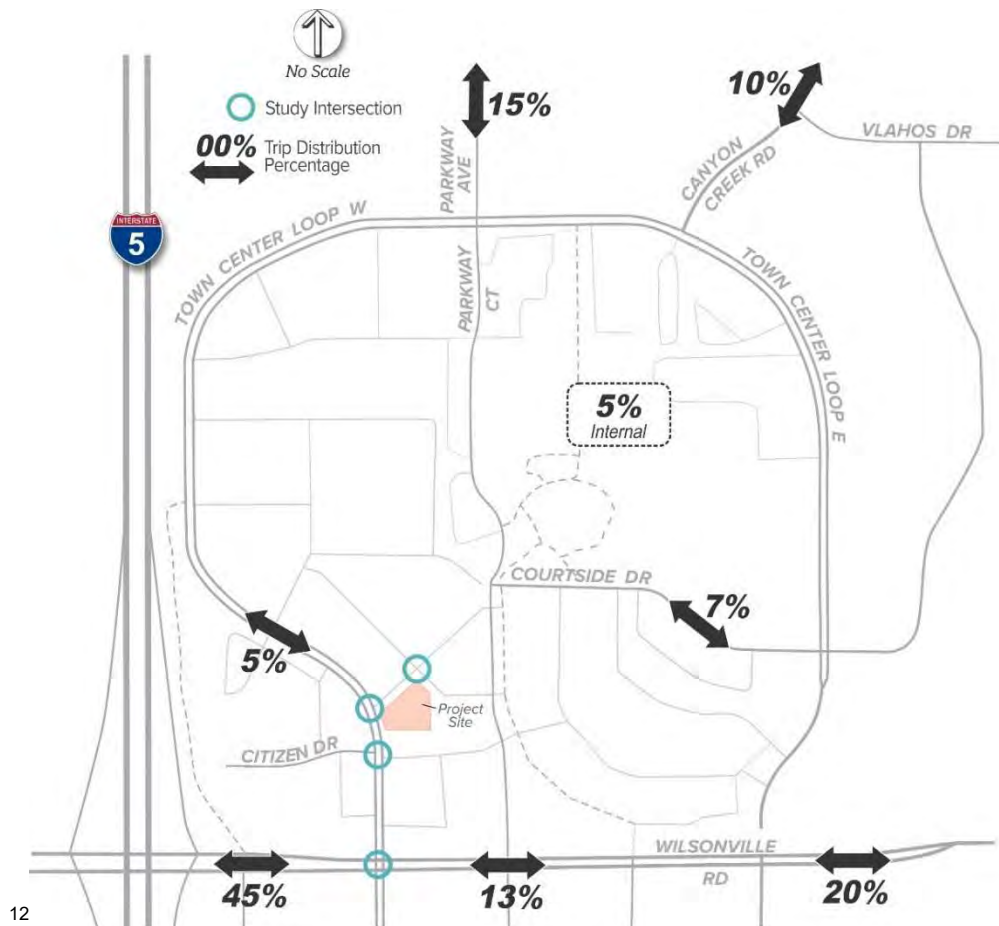 No Scale
Study Intersection
00% Trip Distribution
Percentage
15%
10%
VLAHOS DR
CANYON
CREEK RD
PARKWAY
AVE
INTERSTATE
5
TOWN CENTER LOOP W
PARKWAY
CT
TOWN CENTER LOOP E
5%
Internal
COURTSIDE DR
7%
5%
Project
Site
CITIZEN DR
WILSONVILLE
RD
45%
13%
20%
12